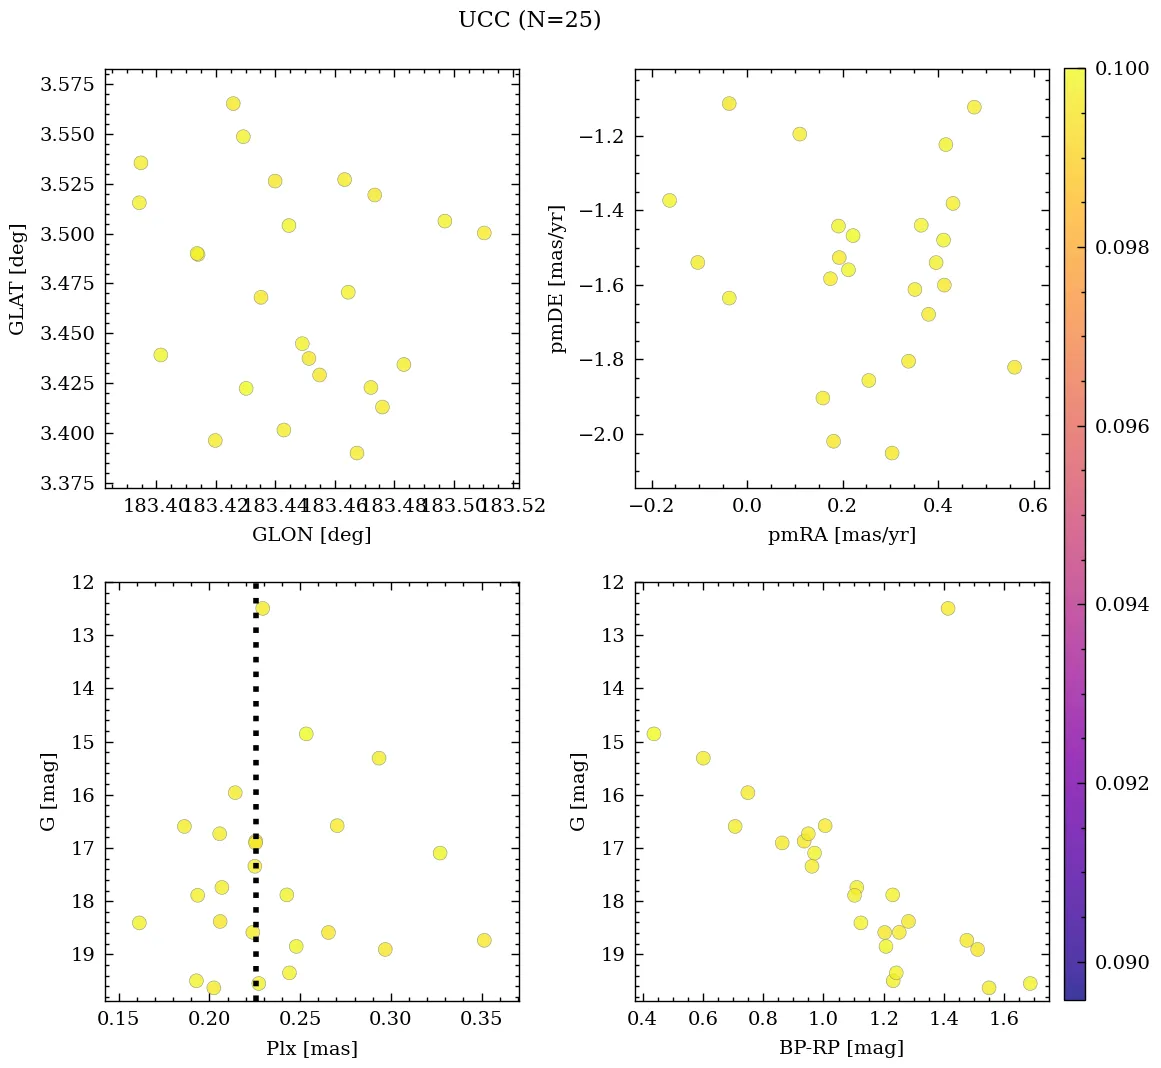 UCC (N=25)
3.575
3.550
3.525
3.500
3.475
3.450
3.425
3.400
3.375
GLAT [deg]
183.40 183.42 183.44 183.46 183.48 183.50 183.52
GLON [deg]
−1.2
−1.4
−1.6
−1.8
−2.0
pmDE [mas/yr]
−0.2 0.0 0.2 0.4 0.6
pmRA [mas/yr]
12
13
14
15
16
17
18
19
G [mag]
0.15 0.20 0.25 0.30 0.35
Plx [mas]
12
13
14
15
16
17
18
19
G [mag]
0.4 0.6 0.8 1.0 1.2 1.4 1.6
BP-RP [mag]
0.100
0.098
0.096
0.094
0.092
0.090